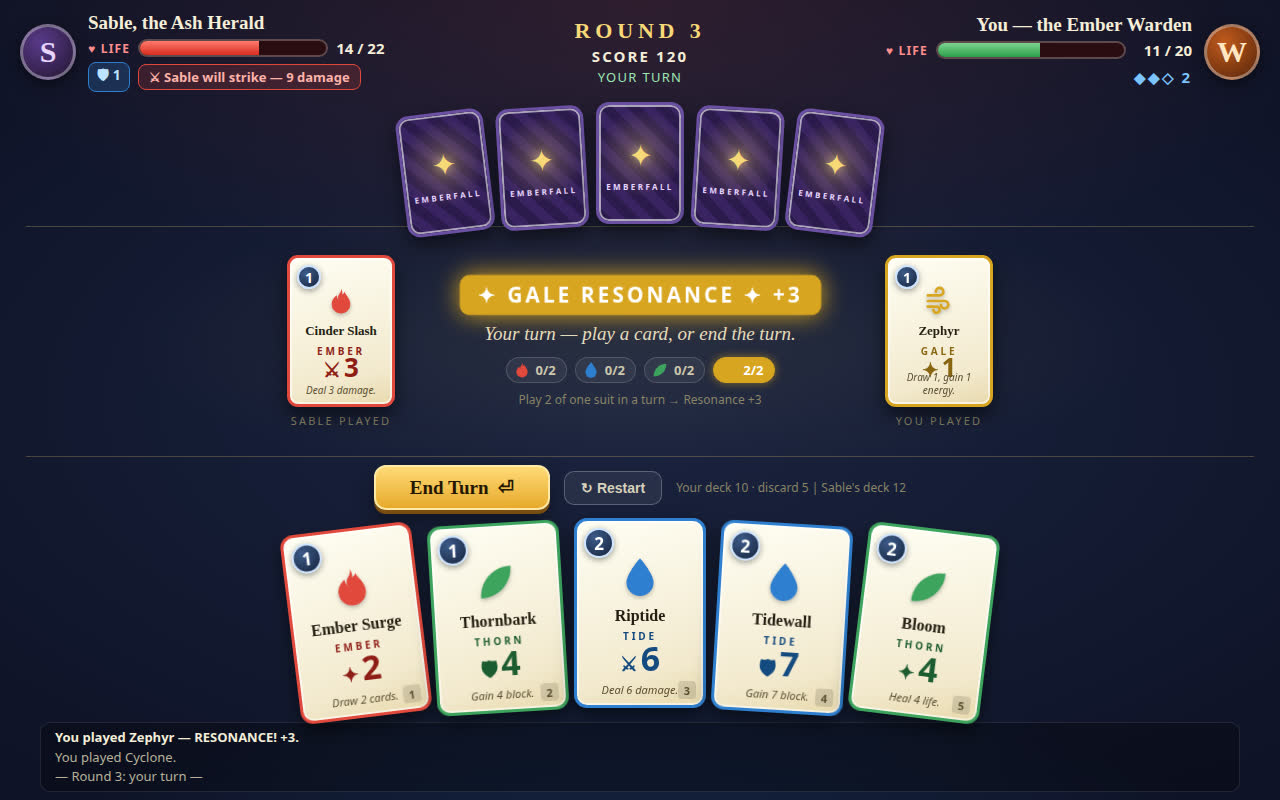 S
Sable, the Ash Herald
♥ LIFE 14 / 22
1
⚔ Sable will strike — 9 damage
ROUND 3
SCORE 120
YOUR TURN
You — the Ember Warden
♥ LIFE 11 / 20
◆◆◇ 2
W
✦ EMBERFALL
✦ EMBERFALL
✦ EMBERFALL
✦ EMBERFALL
✦ EMBERFALL
1
Cinder Slash
EMBER
⚔ 3
Deal 3 damage.
SABLE PLAYED
✦ GALE RESONANCE ✦ +3
Your turn — play a card, or end the turn.
0/2 0/2 0/2 2/2
Play 2 of one suit in a turn → Resonance +3
1
Zephyr
GALE
✦ 1
Draw 1, gain 1
energy.
YOU PLAYED
End Turn ⏎
↻ Restart
Your deck 10 · discard 5 | Sable's deck 12
1
Ember Surge
EMBER
✦ 2
Draw 2 cards.
1
1
Thornbark
THORN
4
Gain 4 block.
2
2
Riptide
TIDE
⚔ 6
Deal 6 damage.
3
2
Tidewall
TIDE
7
Gain 7 block.
4
2
Bloom
THORN
✦ 4
Heal 4 life.
5
You played Zephyr — RESONANCE! +3.
You played Cyclone.
— Round 3: your turn —